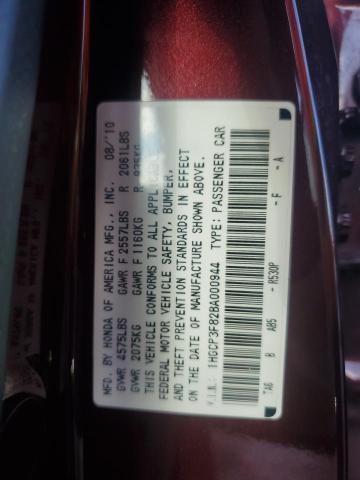 MFD. BY HONDA OF AMERICA MFG., INC. 08/'10
GVWR 4575LBS GAWR F 2557LBS R 2061LBS
GVWR 2075KG GAWR F 1160KG R 935KG
THIS VEHICLE CONFORMS TO ALL
FEDERAL MOTOR VEHICLE SAFETY, BUMPER,
AND THEFT PREVENTION STANDARDS IN EFFECT
ON THE DATE OF MANUFACTURE SHOWN ABOVE.
V.I.N.: 1HGCP3F82BA000944 TYPE: PASSENGER CAR
TA6 B AB5 - R530P - F - A